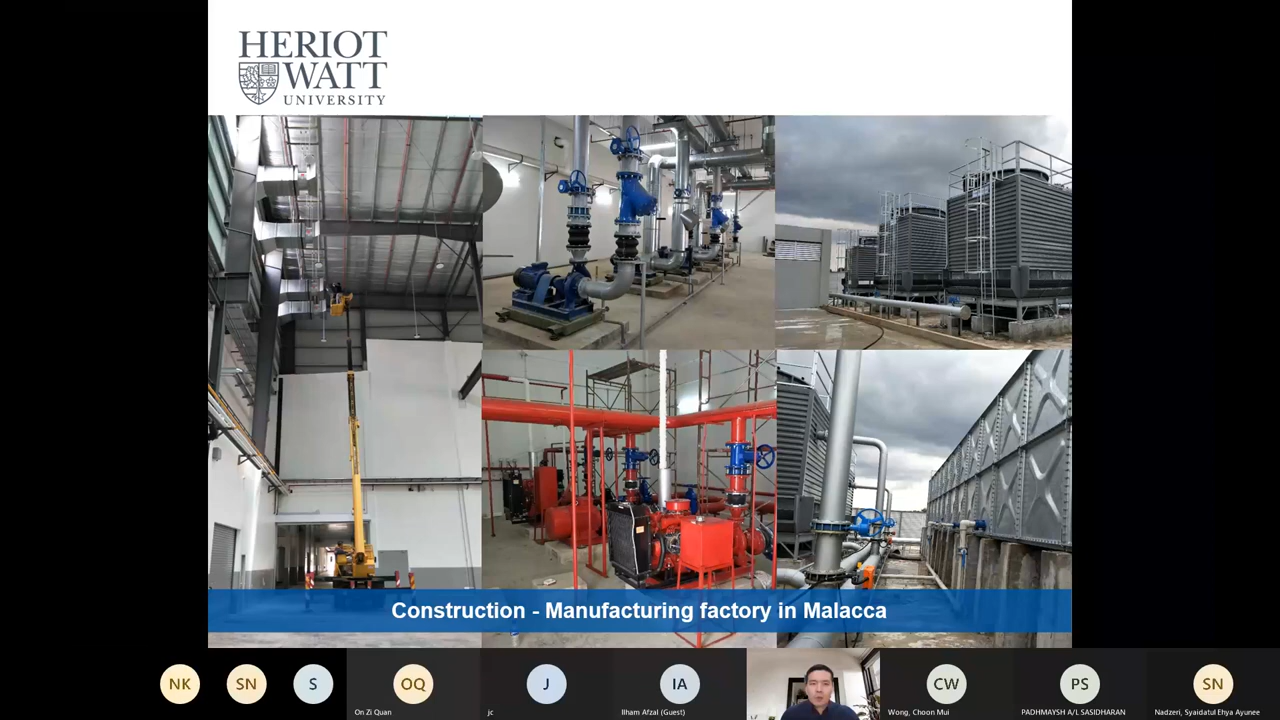 HERIOT
WATT
UNIVERSITY
Construction - Manufacturing factory in Malacca
NK
SN
S
OQ
J
IA
CW
PS
SN
On Zi Quan
jc
Ilham Afzal (Guest)
Wong, Choon Mui
PADHMAYSH A/L SASIDHARAN
Nadzeri, Syaidatul Ehya Ayunee